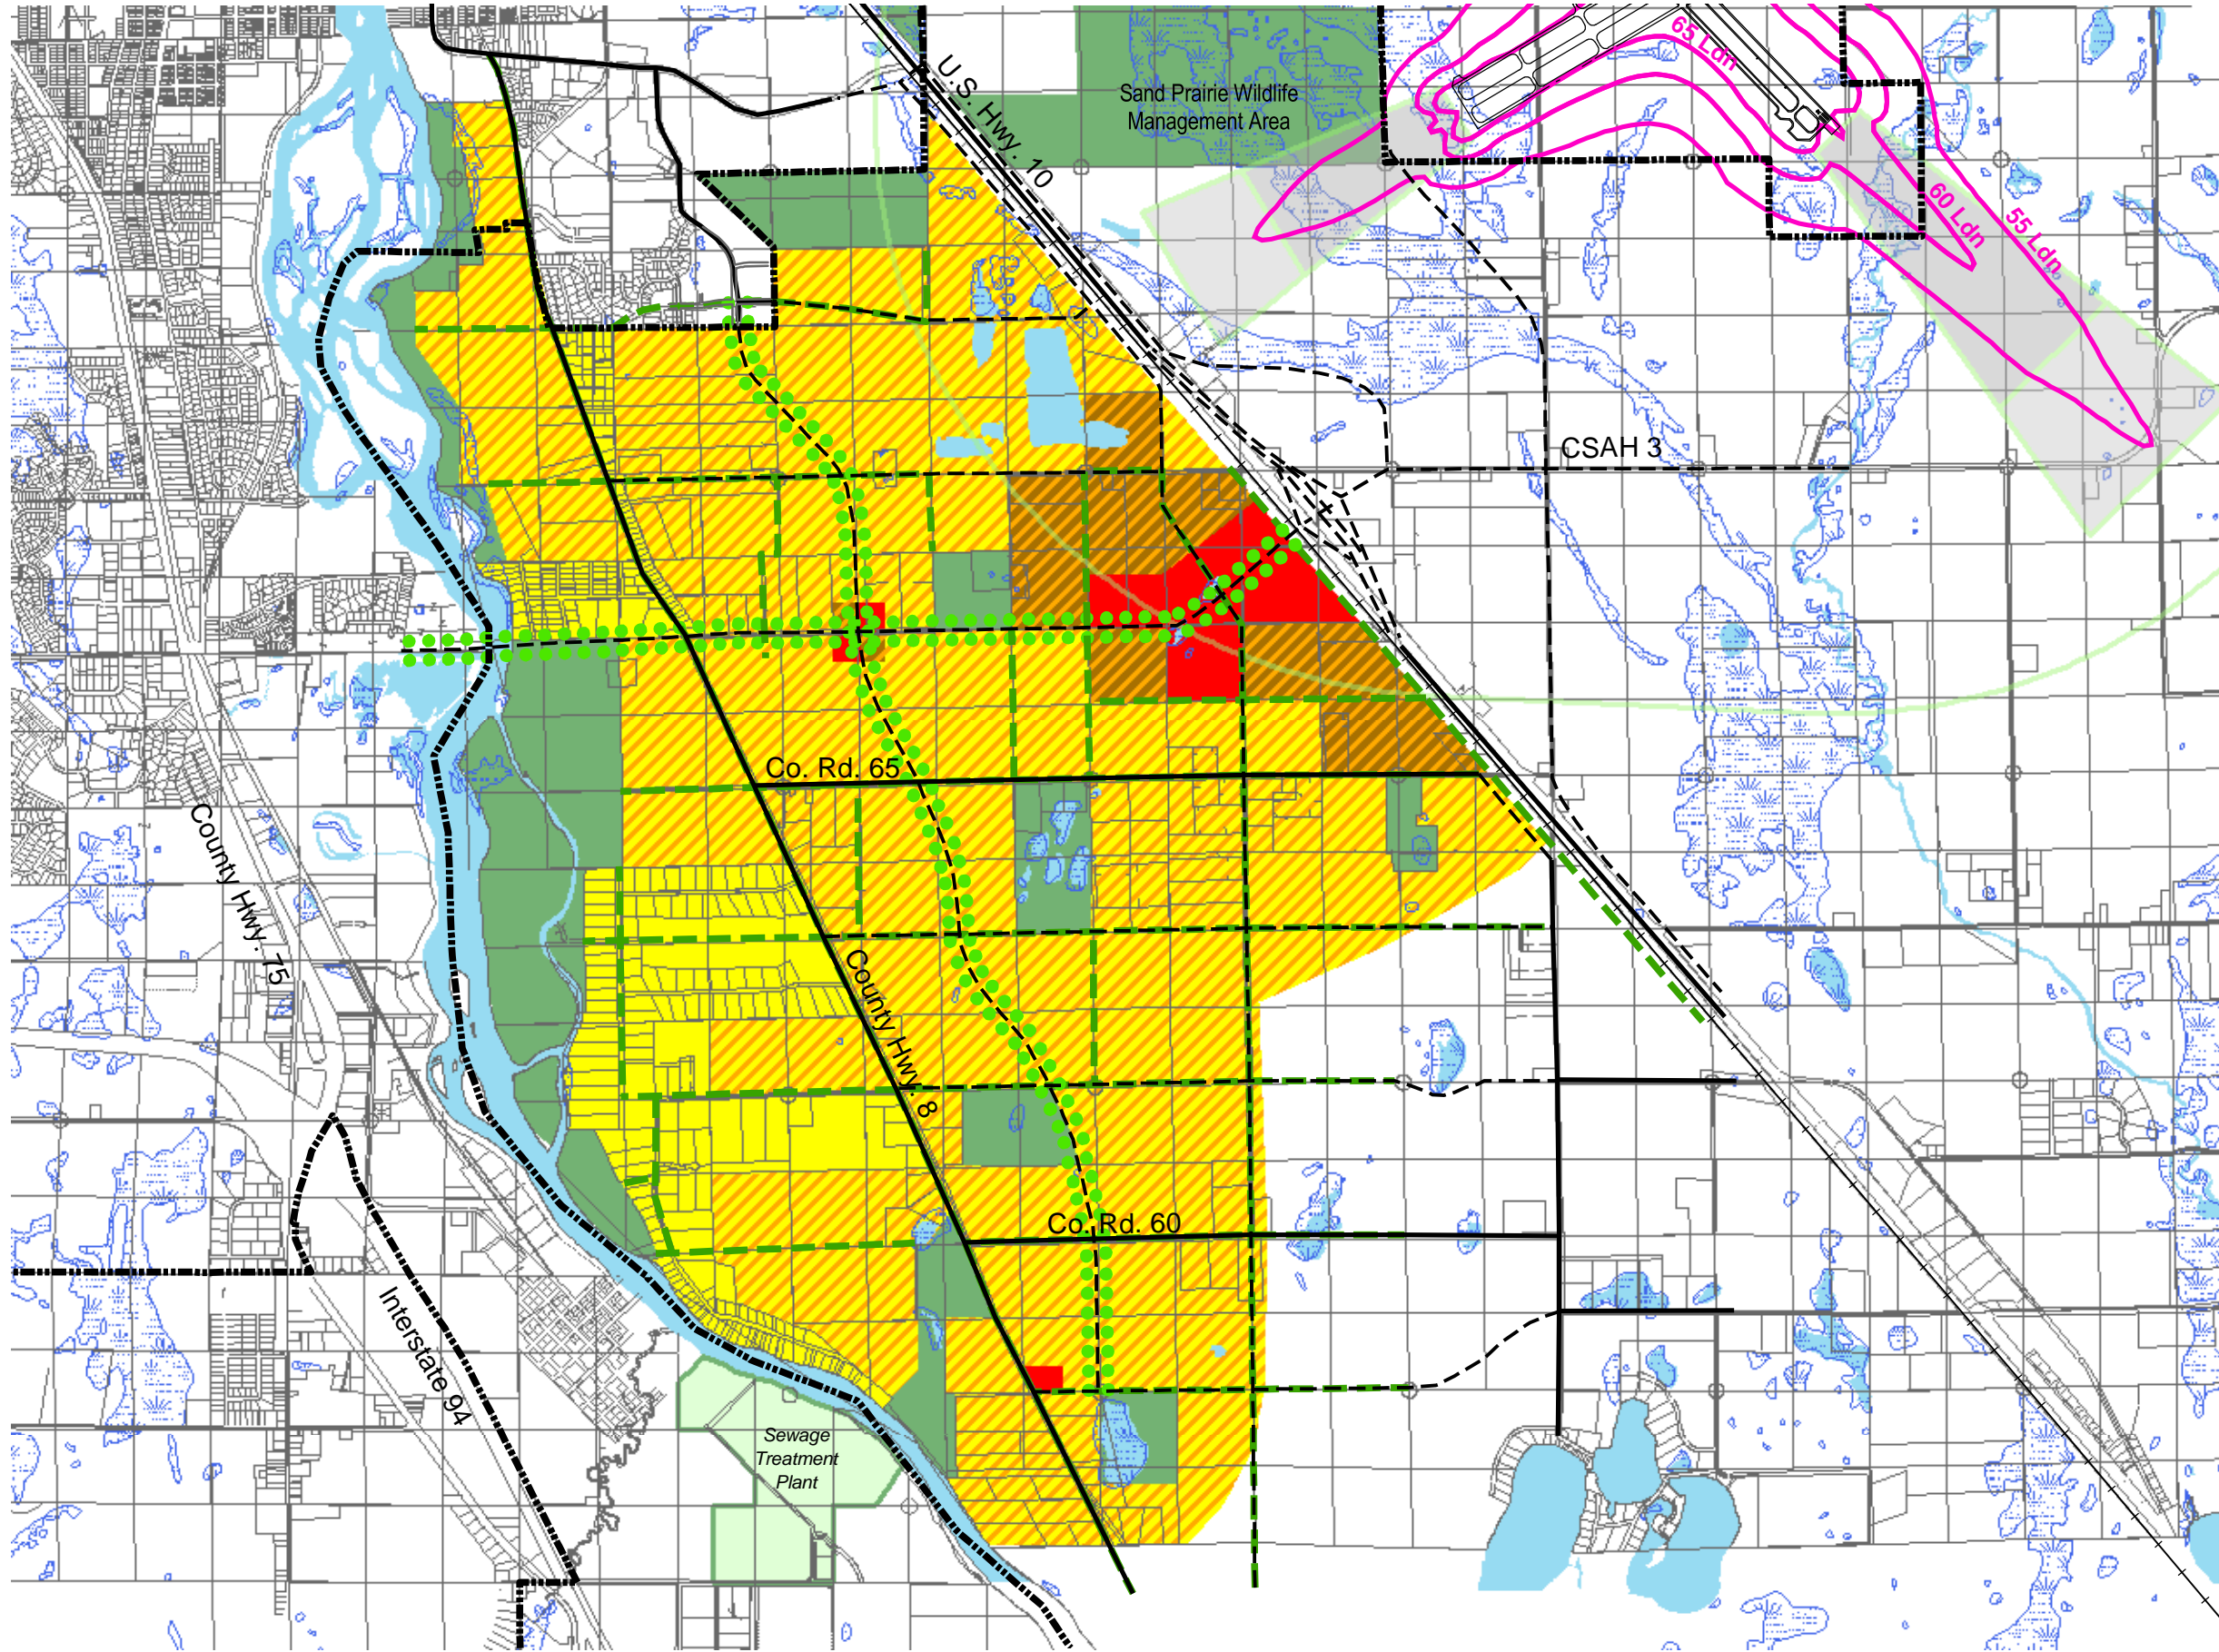 65 Ldn
U.S. Hwy. 10
Sand Prairie Wildlife
Management Area
60 Ldn
55 Ldn
CSAH 3
Co. Rd. 65
County Hwy. 75
County Hwy. 8
Co. Rd. 60
Interstate 94
Sewage
Treatment
Plant